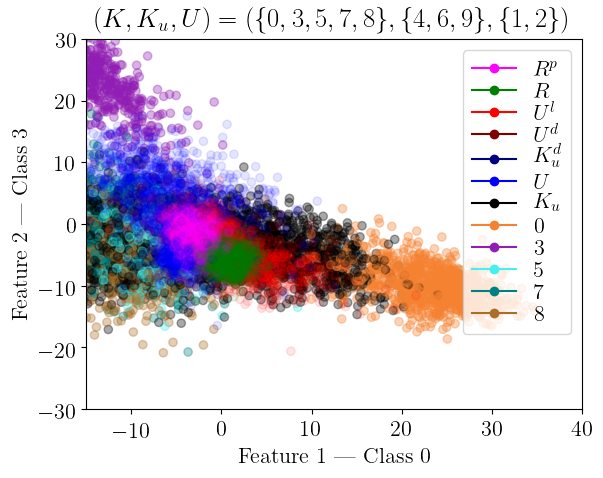 (K, K_u, U) = ({0, 3, 5, 7, 8}, {4, 6, 9}, {1, 2})
30
20
10
0
−10
−20
−30
Feature 2 — Class 3
−10
0
10
20
30
40
Feature 1 — Class 0
R^p
R
U^l
U^d
K_u^d
U
K_u
0
3
5
7
8